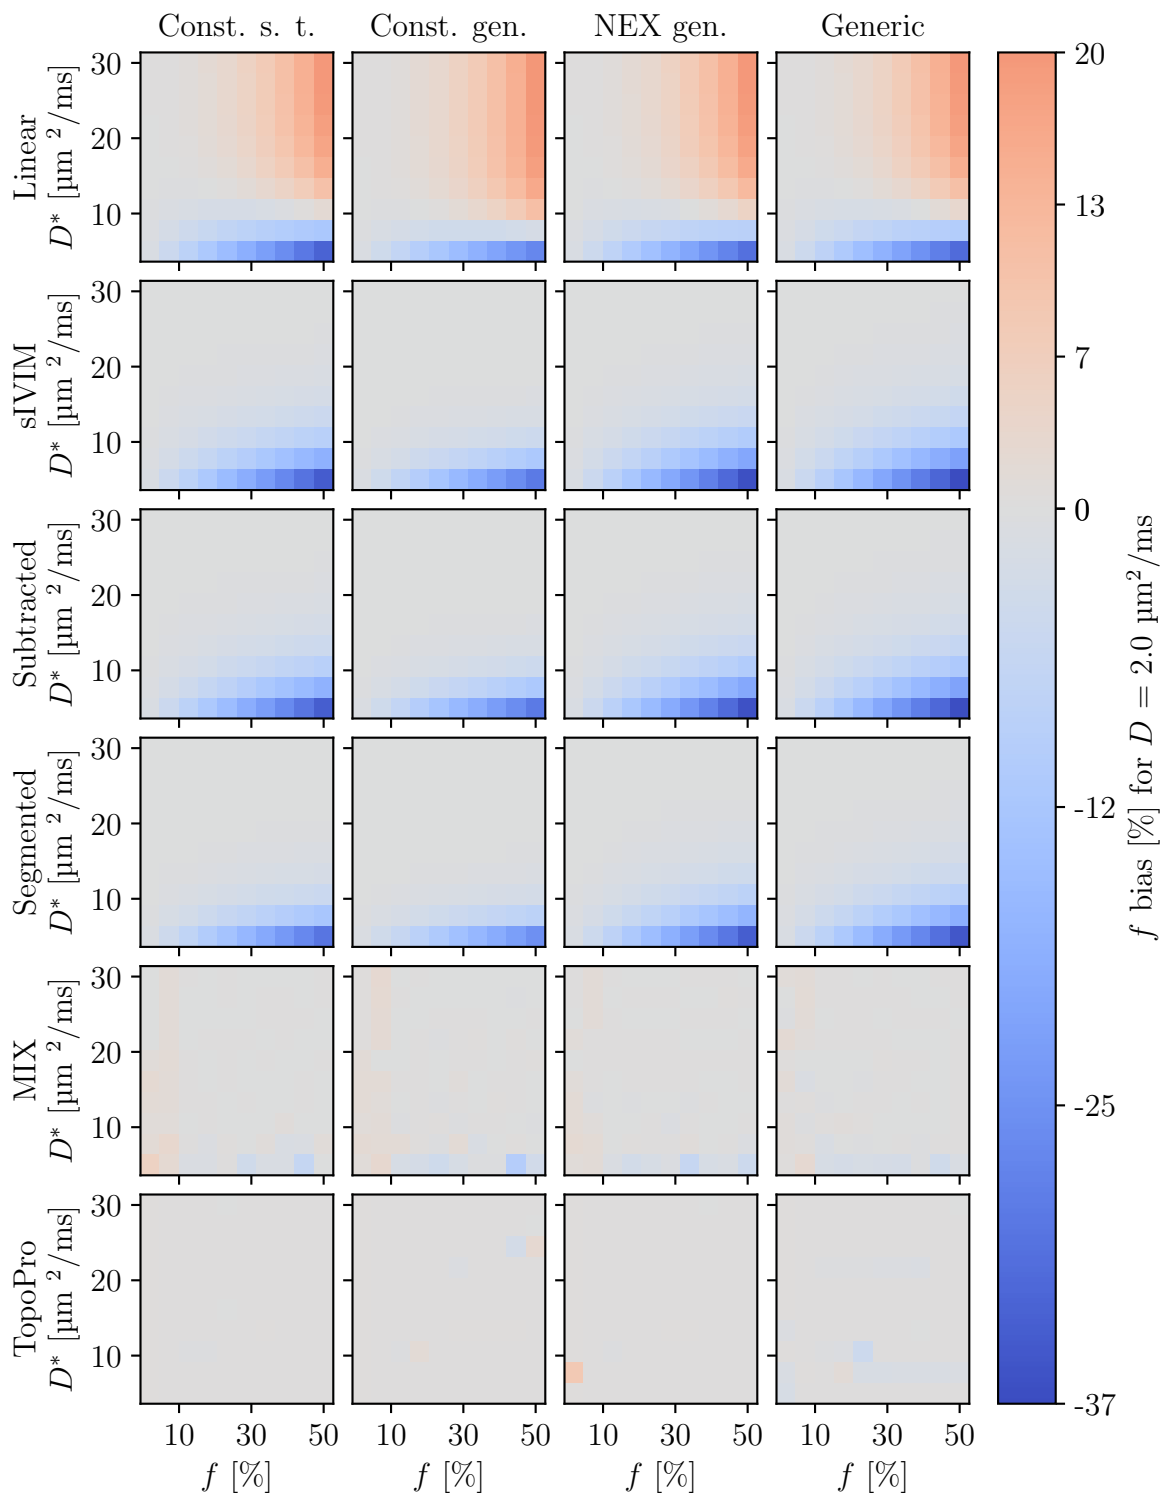 Const. s. t. Const. gen. NEX gen. Generic
Linear
D* [µm ²/ms]
30
20
10
sIVIM
D* [µm ²/ms]
30
20
10
Subtracted
D* [µm ²/ms]
30
20
10
Segmented
D* [µm ²/ms]
30
20
10
MIX
D* [µm ²/ms]
30
20
10
TopoPro
D* [µm ²/ms]
30
20
10
10 30 50 10 30 50 10 30 50 10 30 50
f [%] f [%] f [%] f [%]
20
13
7
0
-12
-25
-37
f bias [%] for D = 2.0 µm²/ms